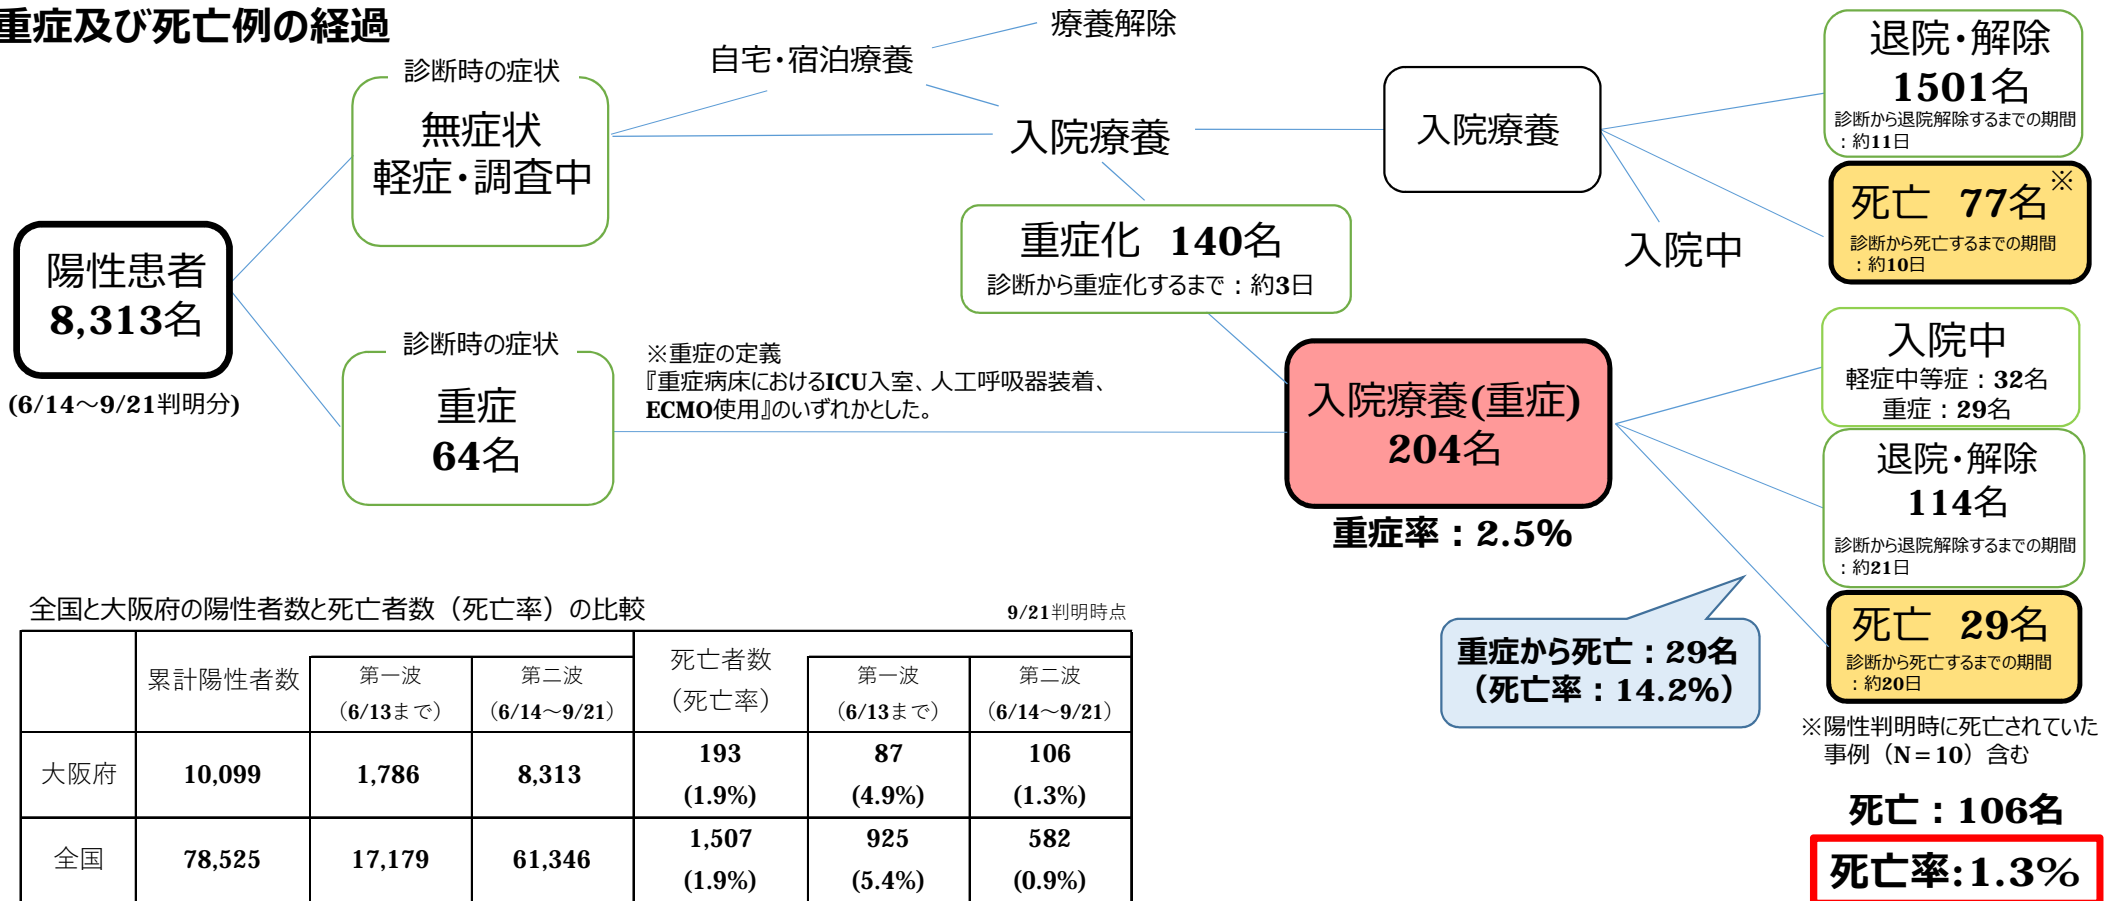 重症及び死亡例の経過
陽性患者
8,313名
(6/14～9/21判明分)
診断時の症状
無症状
軽症・調査中
診断時の症状
重症
64名
自宅・宿泊療養
療養解除
入院療養
重症化 140名
診断から重症化するまで：約3日
※重症の定義
『重症病床におけるICU入室、人工呼吸器装着、
ECMO使用』のいずれかとした。
入院療養
入院療養(重症)
204名
重症率：2.5%
退院・解除
1501名
診断から退院解除するまでの期間
：約11日
死亡 77名※
診断から死亡するまでの期間
：約10日
入院中
入院中
軽症中等症：32名
重症：29名
退院・解除
114名
診断から退院解除するまでの期間
：約21日
死亡 29名
診断から死亡するまでの期間
：約20日
重症から死亡：29名
（死亡率：14.2%）
※陽性判明時に死亡されていた
事例（N＝10）含む
死亡：106名
死亡率:1.3%
全国と大阪府の陽性者数と死亡者数（死亡率）の比較
9/21判明時点
累計陽性者数 第一波 （6/13まで） 第二波 （6/14～9/21） 死亡者数 （死亡率） 第一波 （6/13まで） 第二波 （6/14～9/21）
大阪府 10,099 1,786 8,313 193 (1.9%) 87 (4.9%) 106 (1.3%)
全国 78,525 17,179 61,346 1,507 (1.9%) 925 (5.4%) 582 (0.9%)